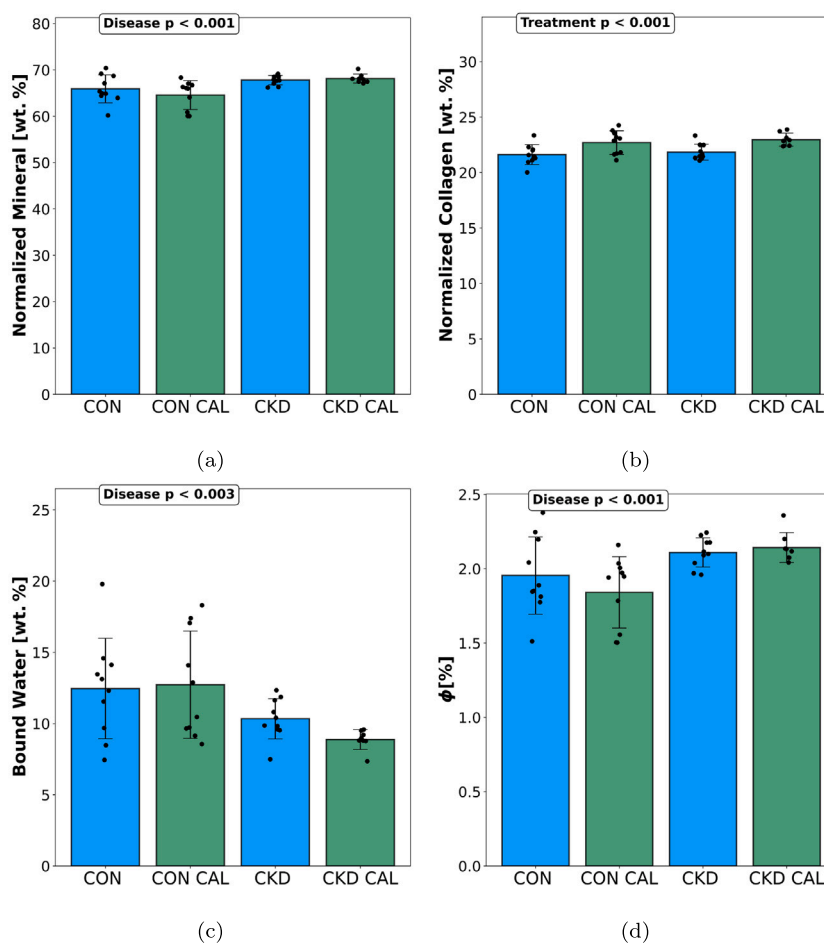 Disease p < 0.001
Normalized Mineral [wt. %]
80
70
60
50
40
30
20
10
0
CON CON CAL CKD CKD CAL
(a)
Treatment p < 0.001
Normalized Collagen [wt. %]
30
25
20
15
10
5
0
CON CON CAL CKD CKD CAL
(b)
Disease p < 0.003
Bound Water [wt. %]
25
20
15
10
5
0
CON CON CAL CKD CKD CAL
(c)
Disease p < 0.001
ϕ[%]
2.5
2.0
1.5
1.0
0.5
0.0
CON CON CAL CKD CKD CAL
(d)